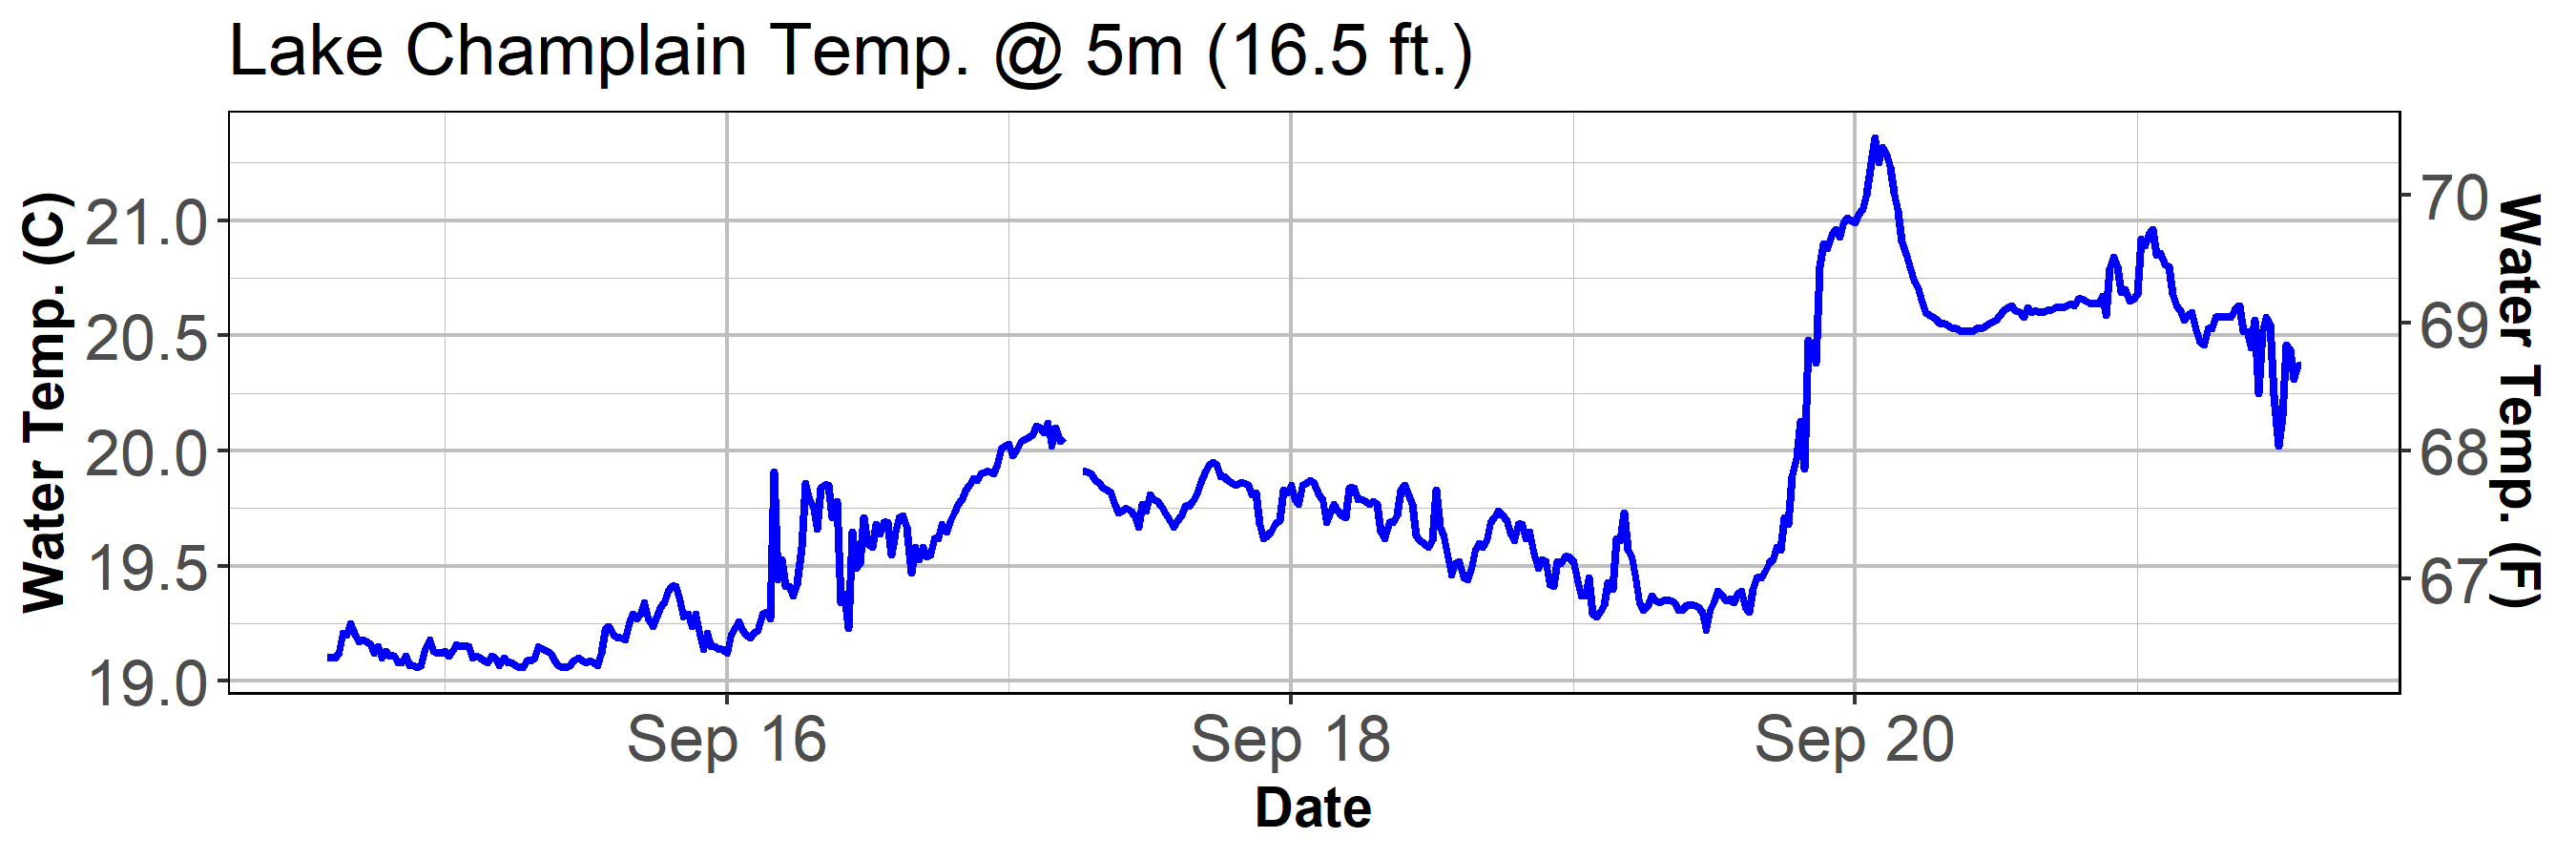 Lake Champlain Temp. @ 5m (16.5 ft.)
Water Temp. (C)
21.0
20.5
20.0
19.5
19.0
70
69
68
67
Water Temp. (F)
Sep 16
Sep 18
Sep 20
Date